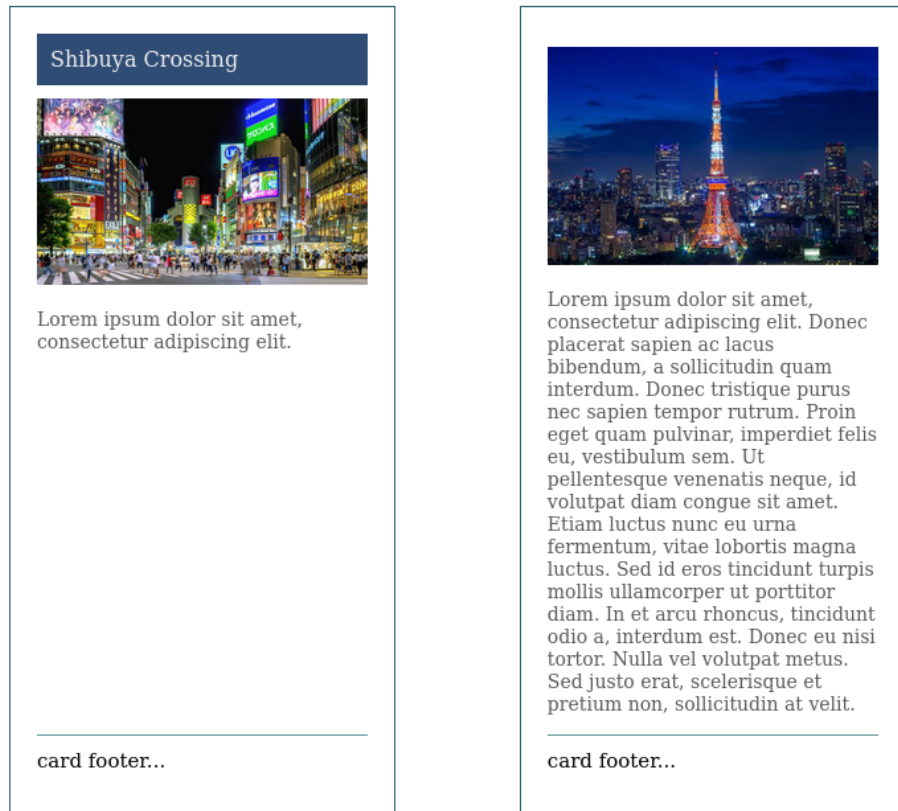 Shibuya Crossing
Lorem ipsum dolor sit amet,
consectetur adipiscing elit.
card footer...
Lorem ipsum dolor sit amet,
consectetur adipiscing elit. Donec
placerat sapien ac lacus
bibendum, a sollicitudin quam
interdum. Donec tristique purus
nec sapien tempor rutrum. Proin
eget quam pulvinar, imperdiet felis
eu, vestibulum sem. Ut
pellentesque venenatis neque, id
volutpat diam congue sit amet.
Etiam luctus nunc eu urna
fermentum, vitae lobortis magna
luctus. Sed id eros tincidunt turpis
mollis ullamcorper ut porttitor
diam. In et arcu rhoncus, tincidunt
odio a, interdum est. Donec eu nisi
tortor. Nulla vel volutpat metus.
Sed justo erat, scelerisque et
pretium non, sollicitudin at velit.
card footer...